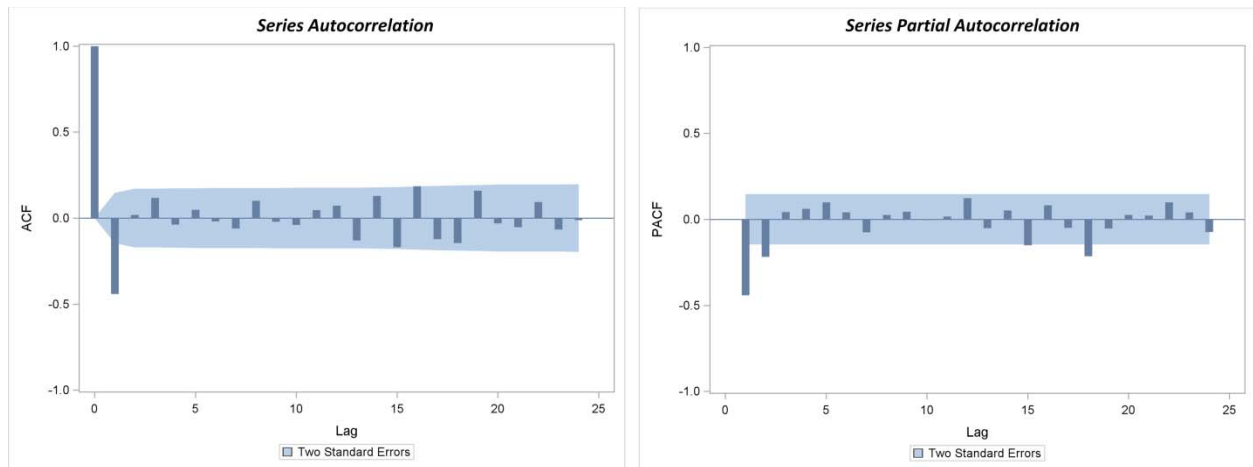 Series Autocorrelation
1.0
0.5
0.0
-0.5
-1.0
ACF
0 5 10 15 20 25
Lag
Two Standard Errors
Series Partial Autocorrelation
1.0
0.5
0.0
-0.5
-1.0
PACF
0 5 10 15 20 25
Lag
Two Standard Errors